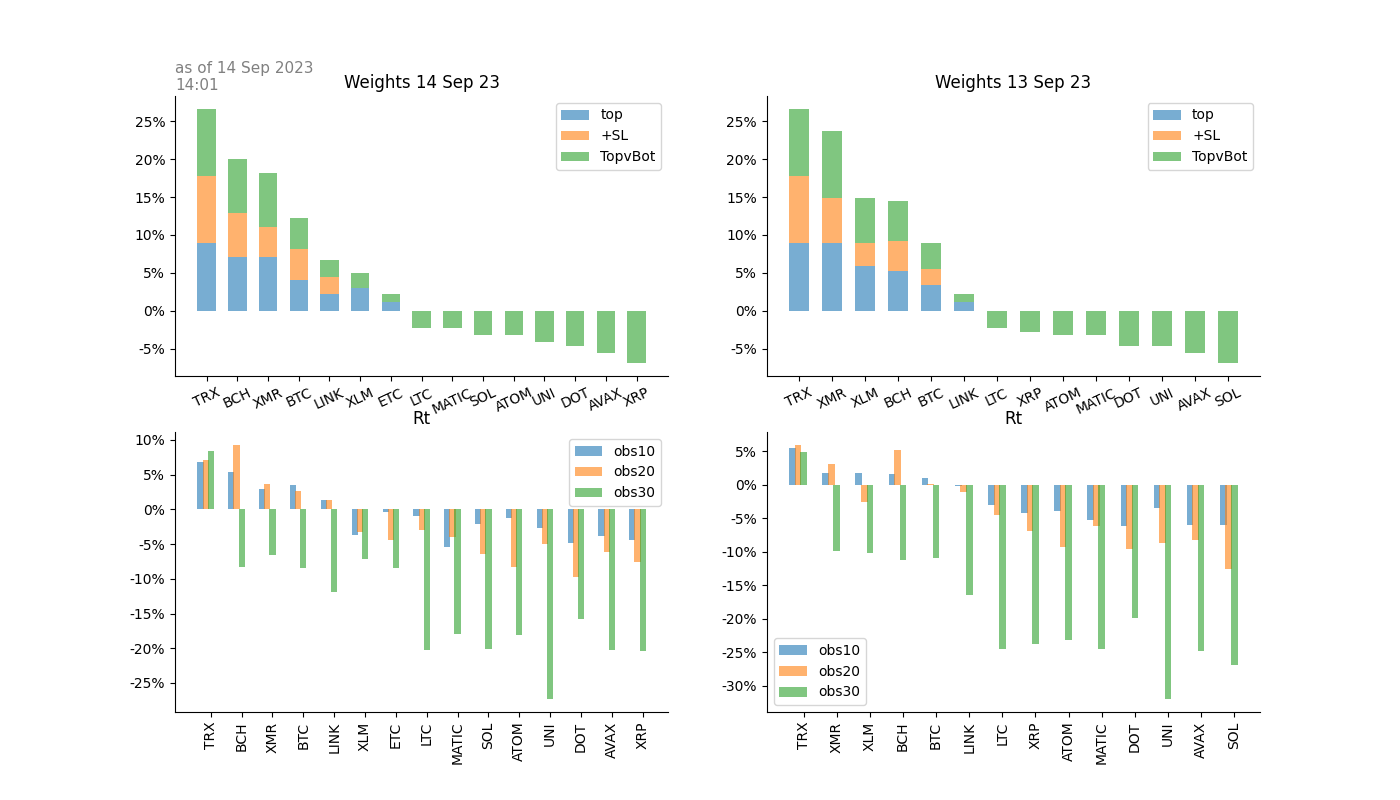 as of 14 Sep 2023
14:01
Weights 14 Sep 23
25%
20%
15%
10%
5%
0%
-5%
top
+SL
TopvBot
TRX BCH XMR BTC LINK XLM ETC LTC MATIC SOL ATOM UNI DOT AVAX XRP
Weights 13 Sep 23
25%
20%
15%
10%
5%
0%
-5%
top
+SL
TopvBot
TRX XMR XLM BCH BTC LINK LTC XRP ATOM MATIC DOT UNI AVAX SOL
Rt
10%
5%
0%
-5%
-10%
-15%
-20%
-25%
obs10
obs20
obs30
TRX BCH XMR BTC LINK XLM ETC LTC MATIC SOL ATOM UNI DOT AVAX XRP
Rt
5%
0%
-5%
-10%
-15%
-20%
-25%
-30%
obs10
obs20
obs30
TRX XMR XLM BCH BTC LINK LTC XRP ATOM MATIC DOT UNI AVAX SOL